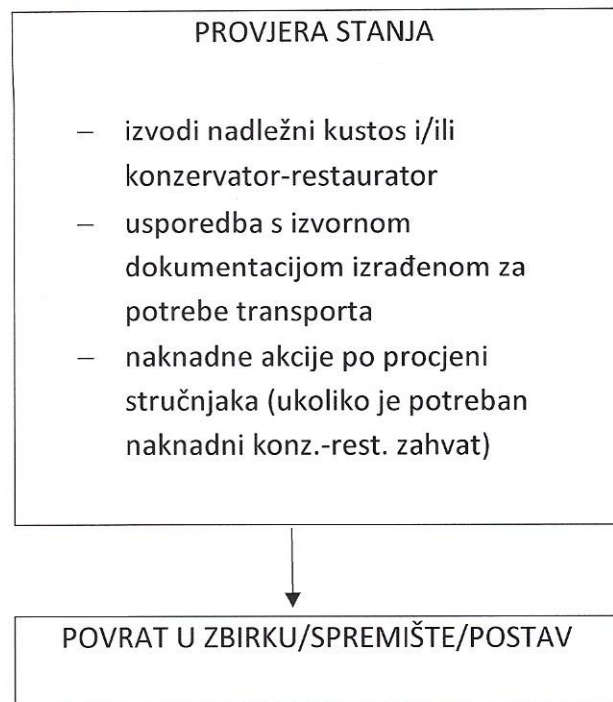 PROVJERA STANJA
– izvodi nadležni kustos i/ili
konzervator-restaurator
– usporedba s izvornom
dokumentacijom izrađenom za
potrebe transporta
– naknadne akcije po procjeni
stručnjaka (ukoliko je potreban
naknadni konz.-rest. zahvat)
POVRAT U ZBIRKU/SPREMIŠTE/POSTAV